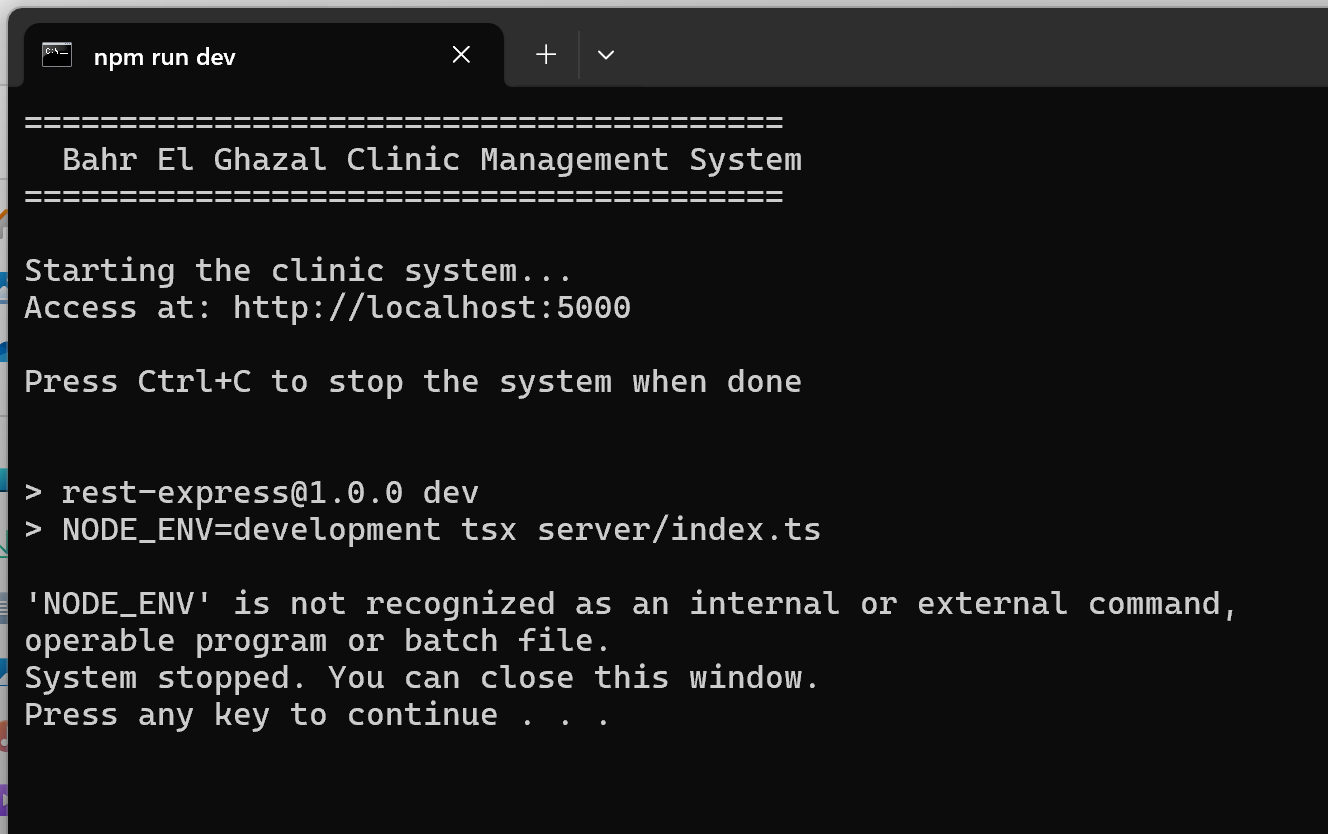 npm run dev
========================================
  Bahr El Ghazal Clinic Management System
========================================
Starting the clinic system...
Access at: http://localhost:5000
Press Ctrl+C to stop the system when done
> rest-express@1.0.0 dev
> NODE_ENV=development tsx server/index.ts
'NODE_ENV' is not recognized as an internal or external command,
operable program or batch file.
System stopped. You can close this window.
Press any key to continue . . .